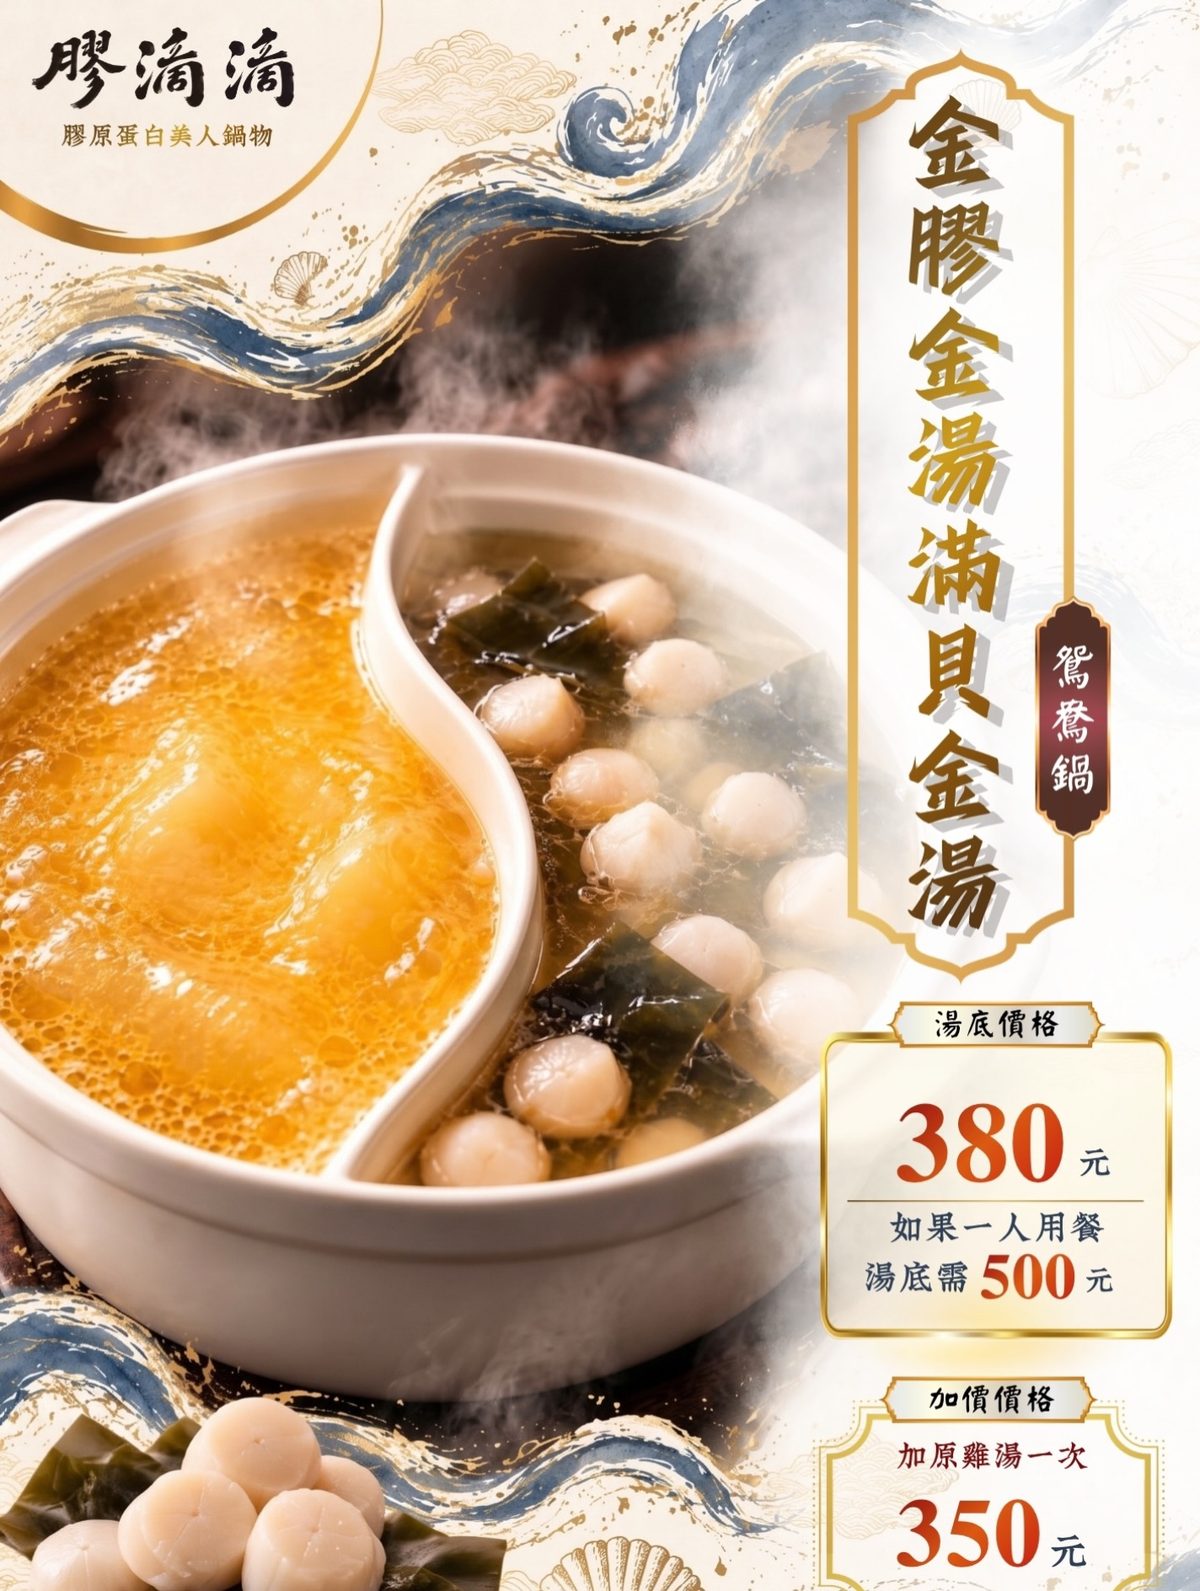 膠滴滴
膠原蛋白美人鍋物
金膠金湯滿貝金湯
鴛鴦鍋
湯底價格
380元
如果一人用餐
湯底需500元
加價價格
加原雞湯一次
350元